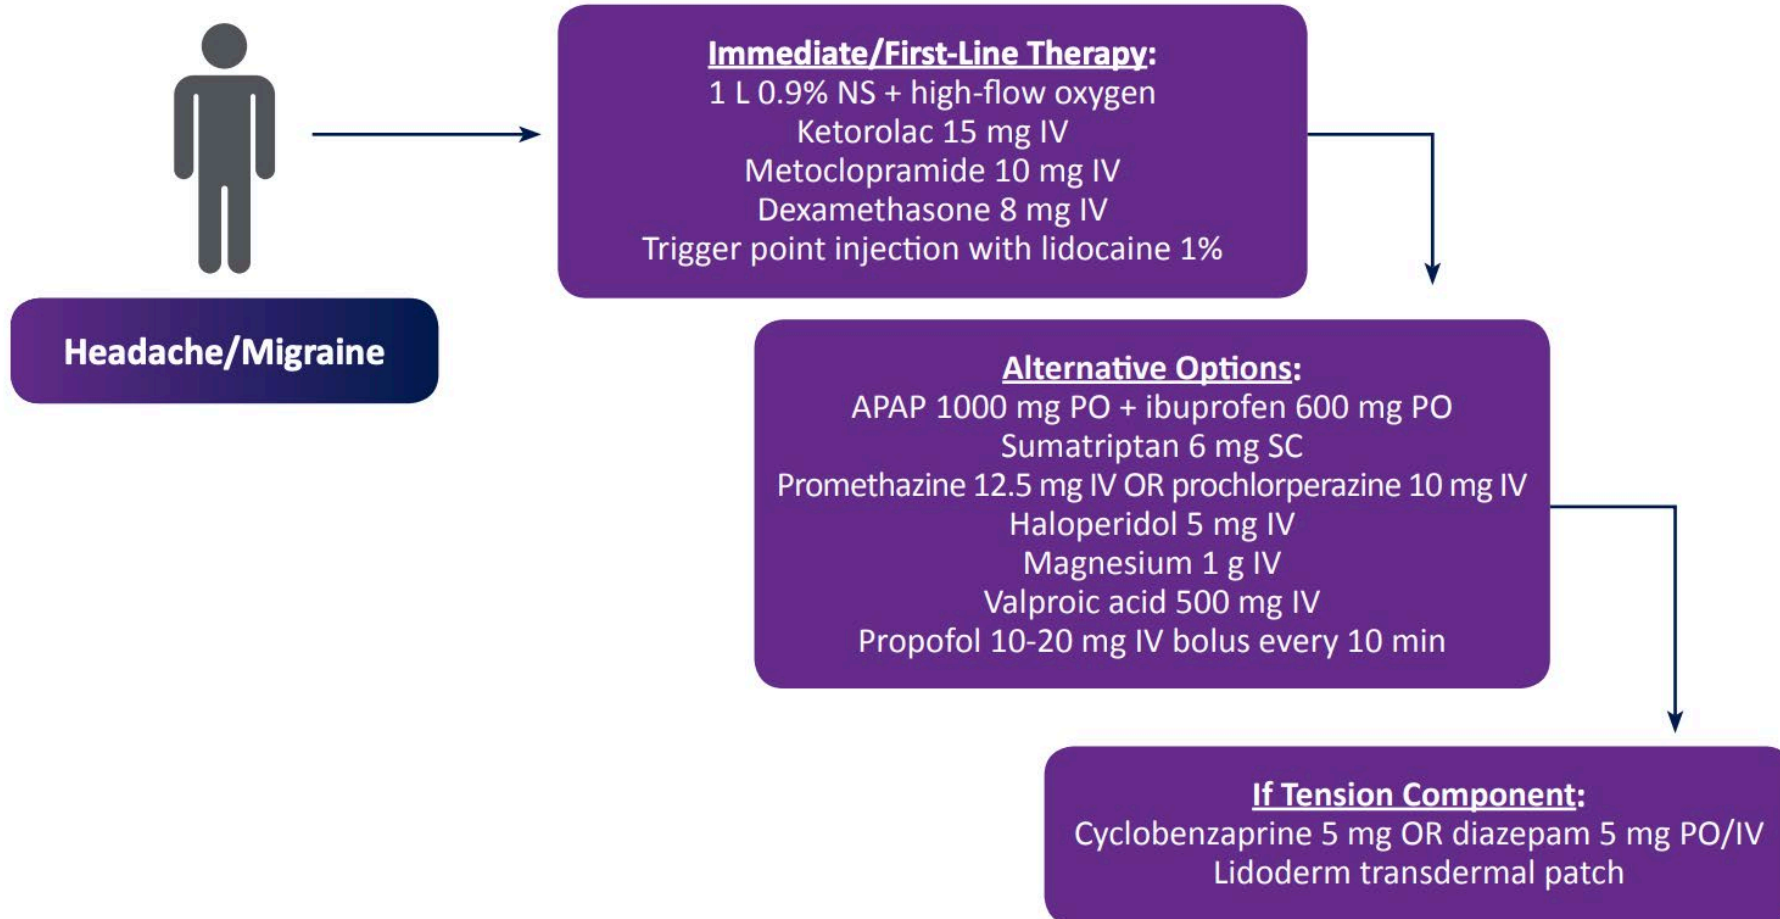 Immediate/First-Line Therapy:
1 L 0.9% NS + high-flow oxygen
Ketorolac 15 mg IV
Metoclopramide 10 mg IV
Dexamethasone 8 mg IV
Trigger point injection with lidocaine 1%
Headache/Migraine
Alternative Options:
APAP 1000 mg PO + ibuprofen 600 mg PO
Sumatriptan 6 mg SC
Promethazine 12.5 mg IV OR prochlorperazine 10 mg IV
Haloperidol 5 mg IV
Magnesium 1 g IV
Valproic acid 500 mg IV
Propofol 10-20 mg IV bolus every 10 min
If Tension Component:
Cyclobenzaprine 5 mg OR diazepam 5 mg PO/IV
Lidoderm transdermal patch